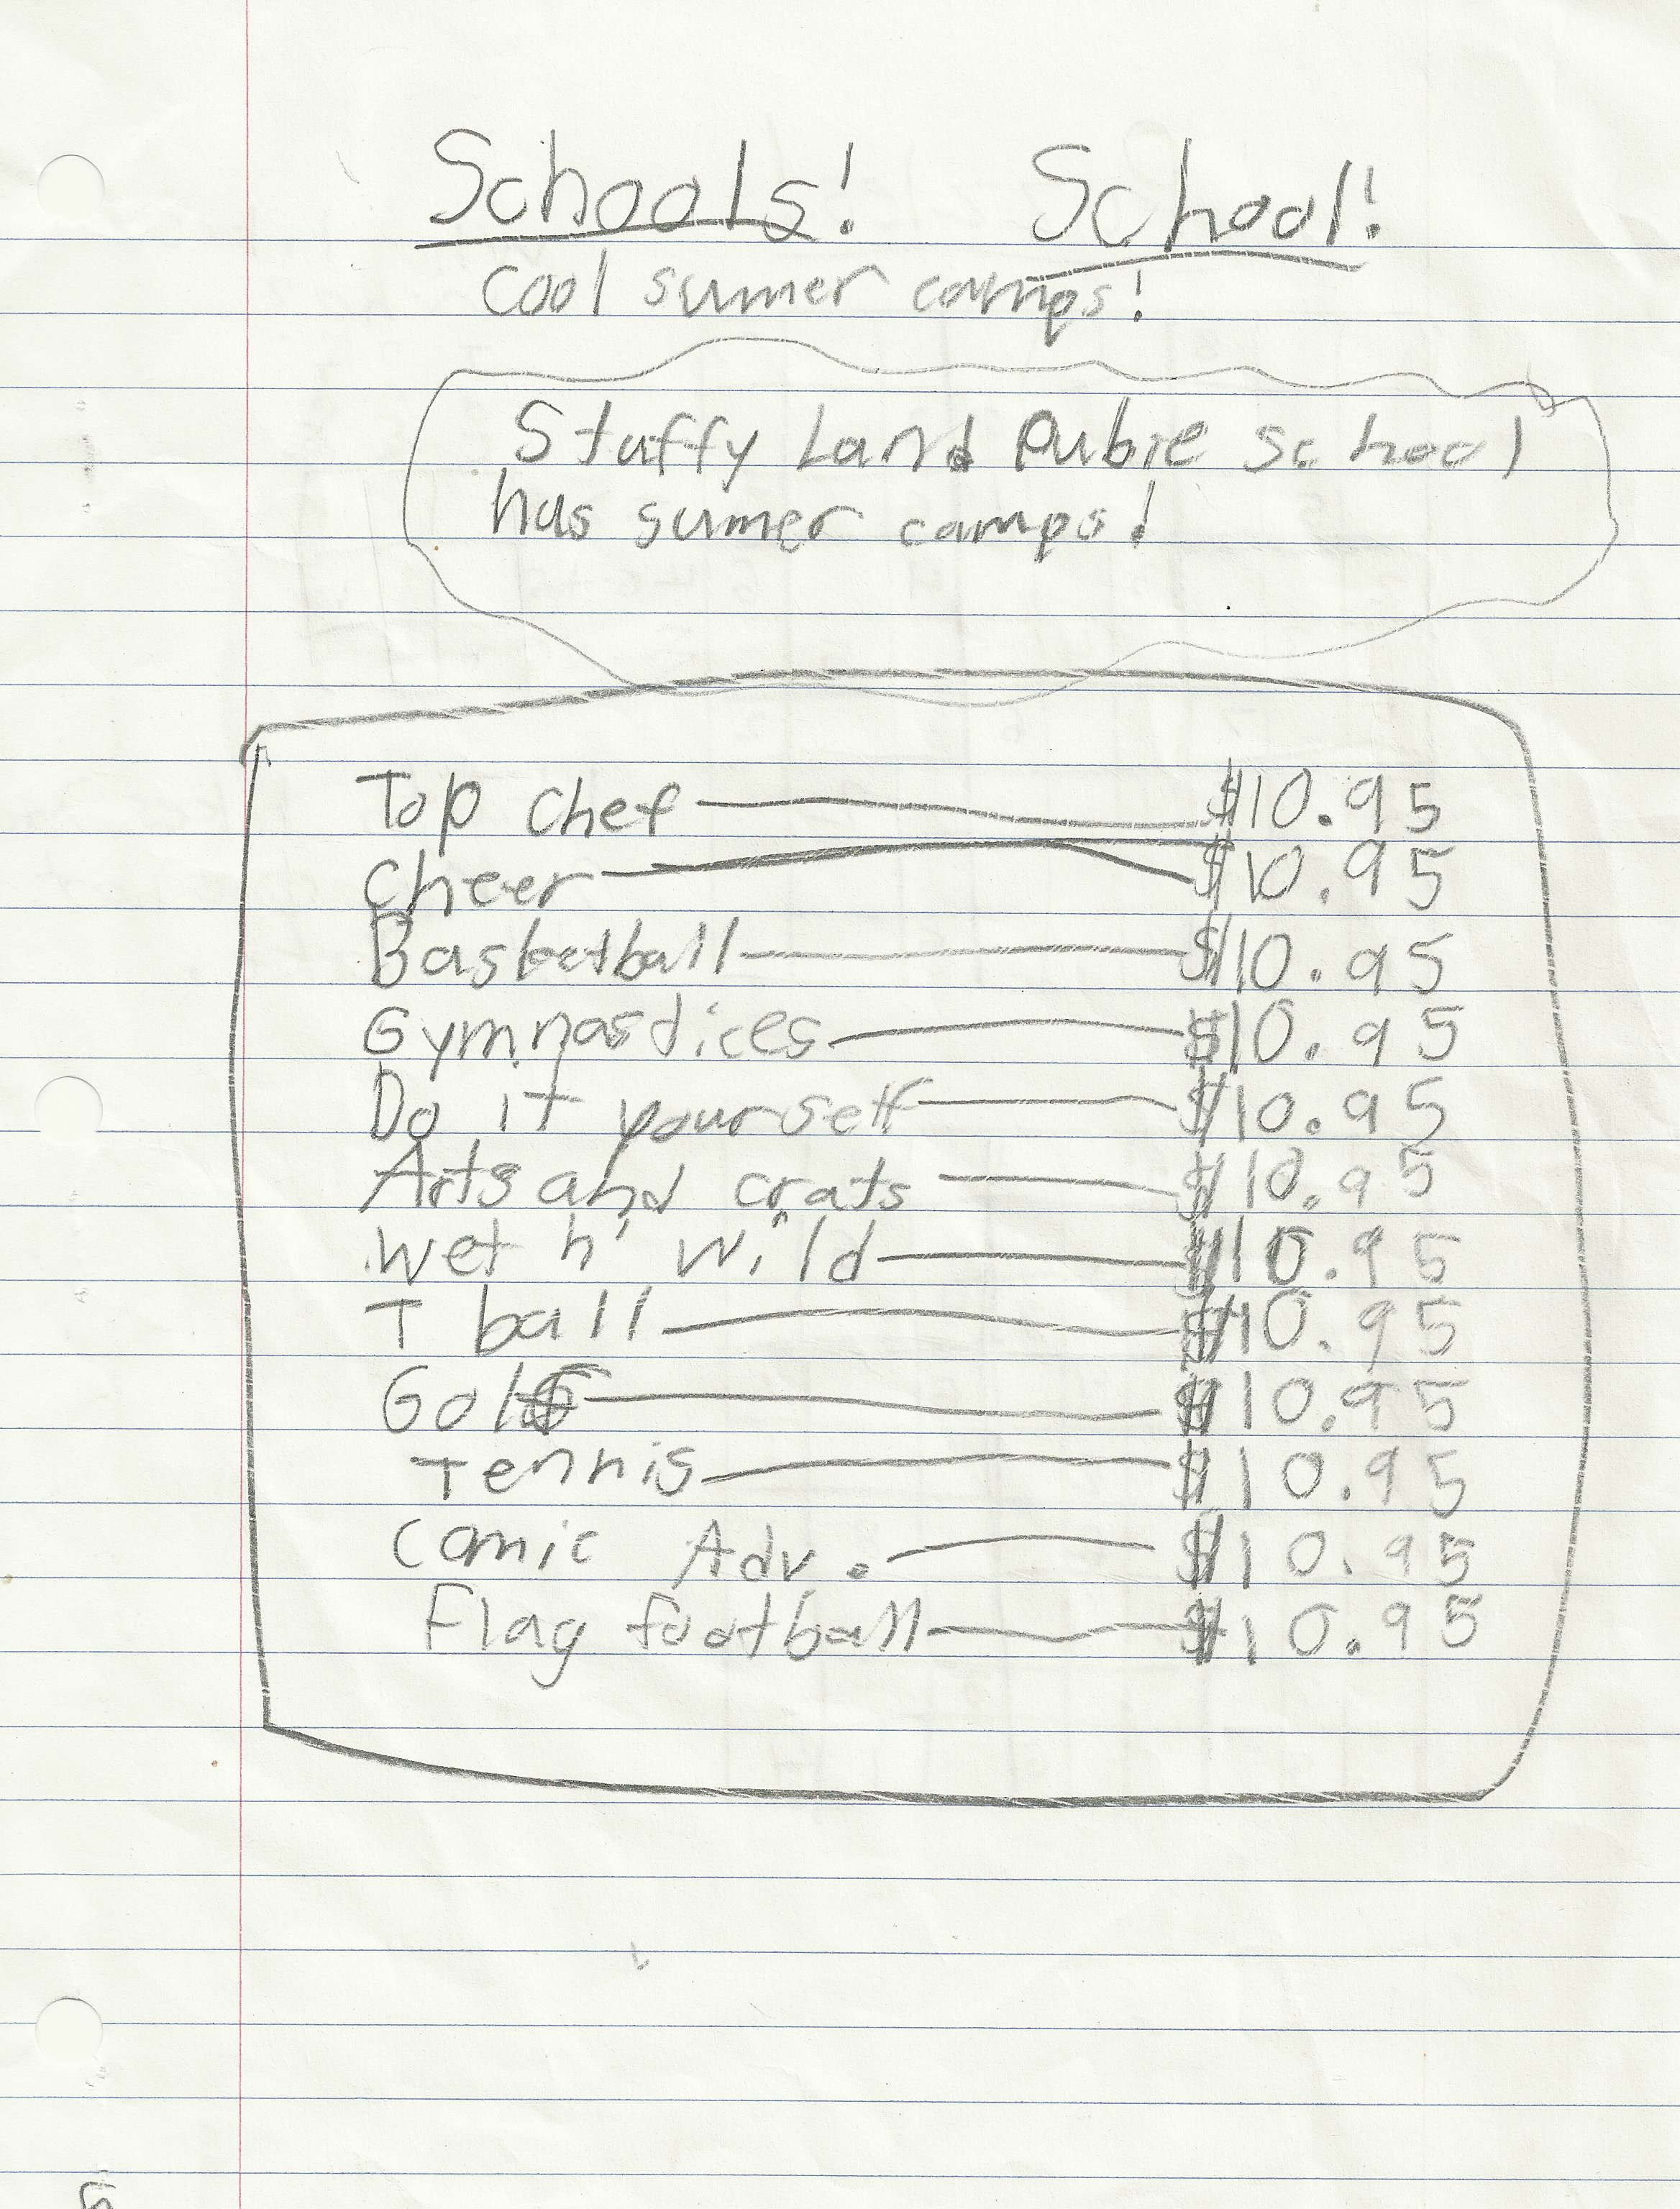 Schools! School!
cool sumer camps!
Stuffy Land Pubic school
has sumer camps!
Top chef $10.95
cheer $10.95
Basketball $10.95
Gymnasdices $10.95
Do it yourself $10.95
Arts and crats $10.95
wet n' wild $10.95
T ball $10.95
Golf $10.95
Tennis $10.95
comic Adv. $10.95
Flag football $10.95